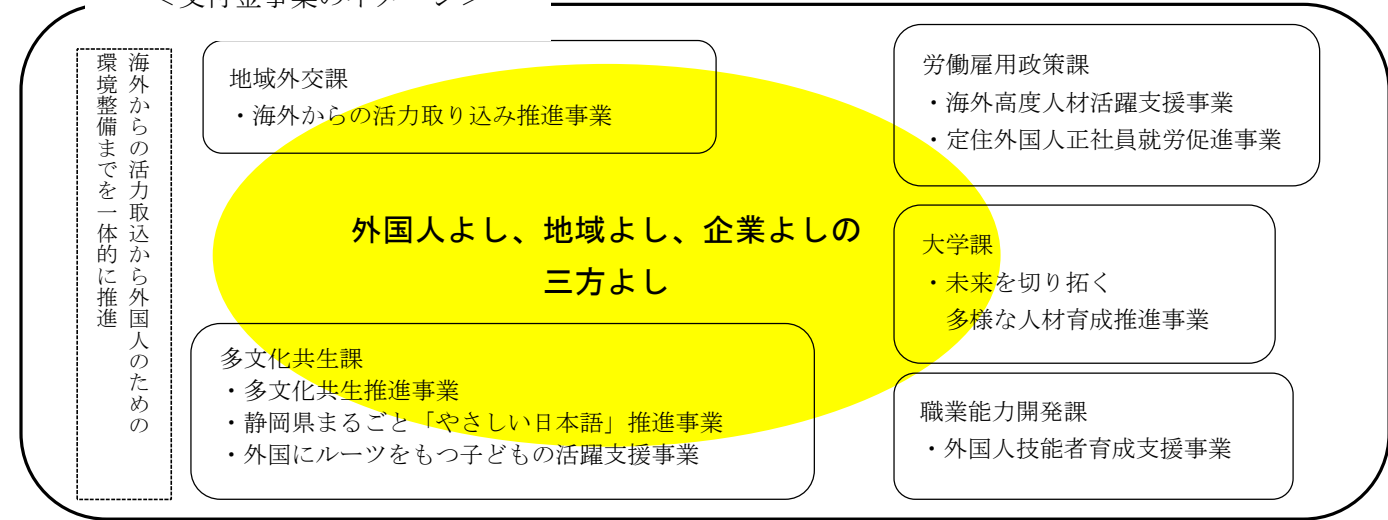 海外からの活力取込から外国人のための
環境整備までを一体的に推進
地域外交課
・海外からの活力取り込み推進事業
労働雇用政策課
・海外高度人材活躍支援事業
・定住外国人正社員就労促進事業
外国人よし、地域よし、企業よしの
三方よし
大学課
・未来を切り拓く
多様な人材育成推進事業
多文化共生課
・多文化共生推進事業
・静岡県まるごと「やさしい日本語」推進事業
・外国にルーツをもつ子どもの活躍支援事業
職業能力開発課
・外国人技能者育成支援事業